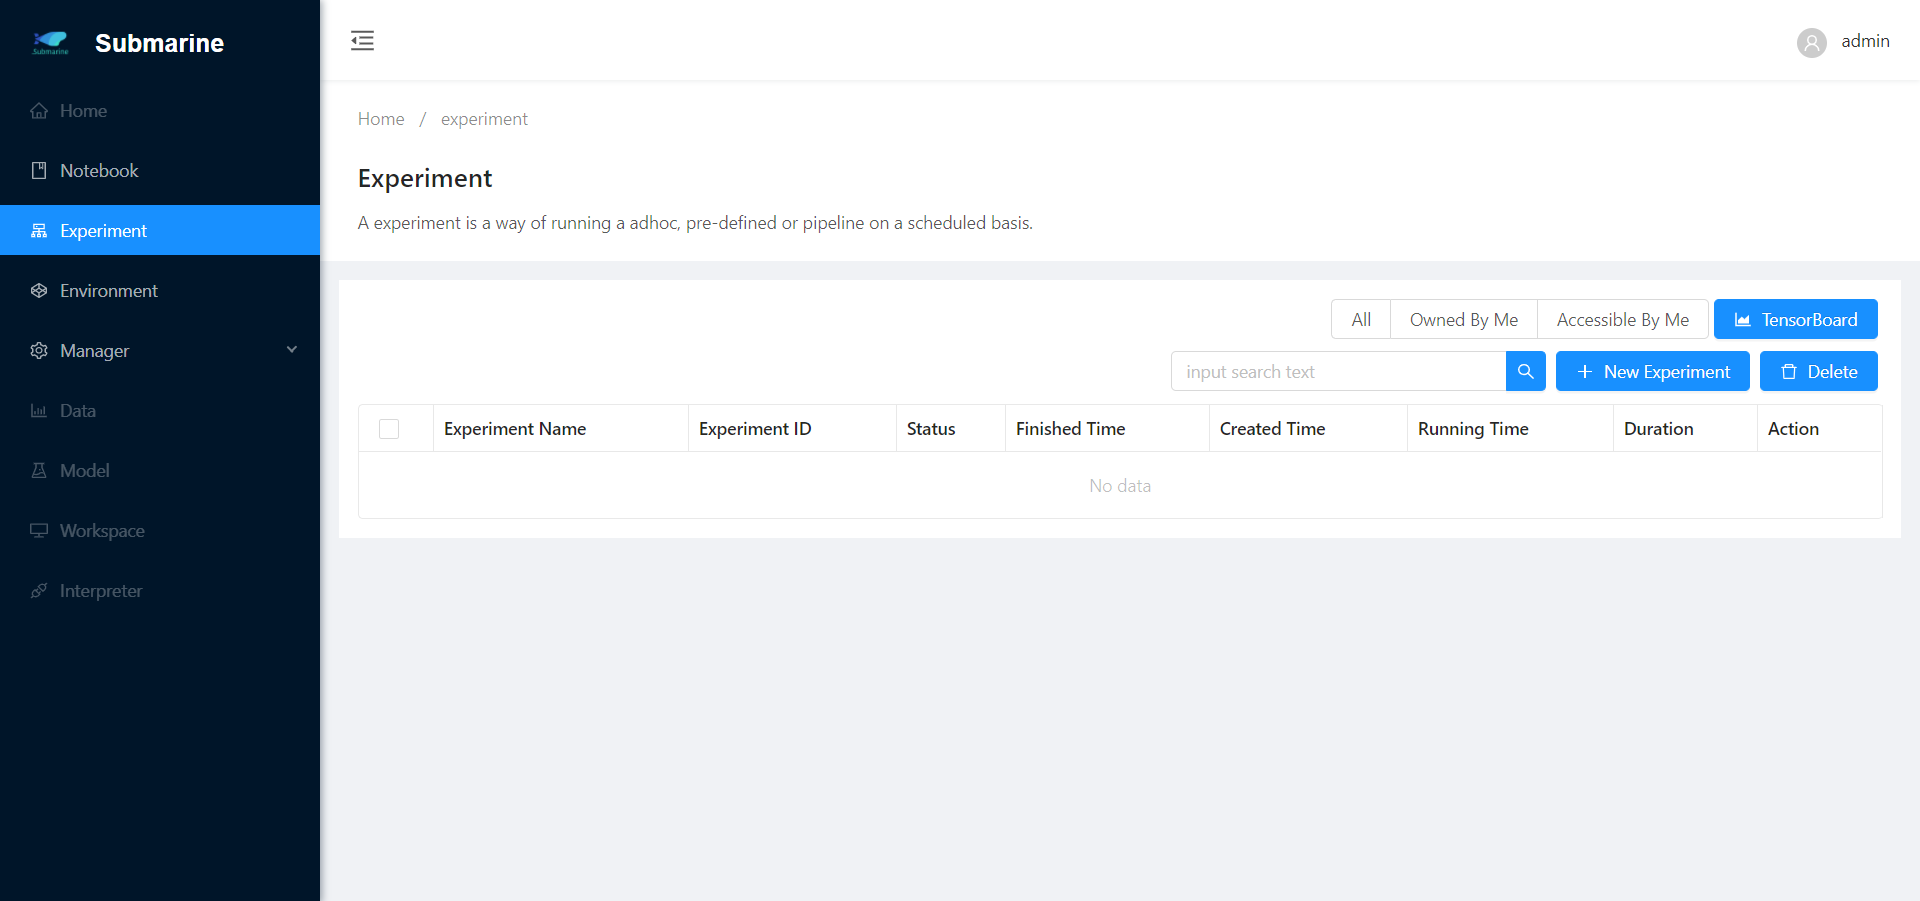 Submarine
Submarine
admin
Home
Notebook
Experiment
Environment
Manager
Data
Model
Workspace
Interpreter
Home / experiment
Experiment
A experiment is a way of running a adhoc, pre-defined or pipeline on a scheduled basis.
All Owned By Me Accessible By Me TensorBoard
input search text New Experiment Delete
Experiment Name Experiment ID Status Finished Time Created Time Running Time Duration Action
No data